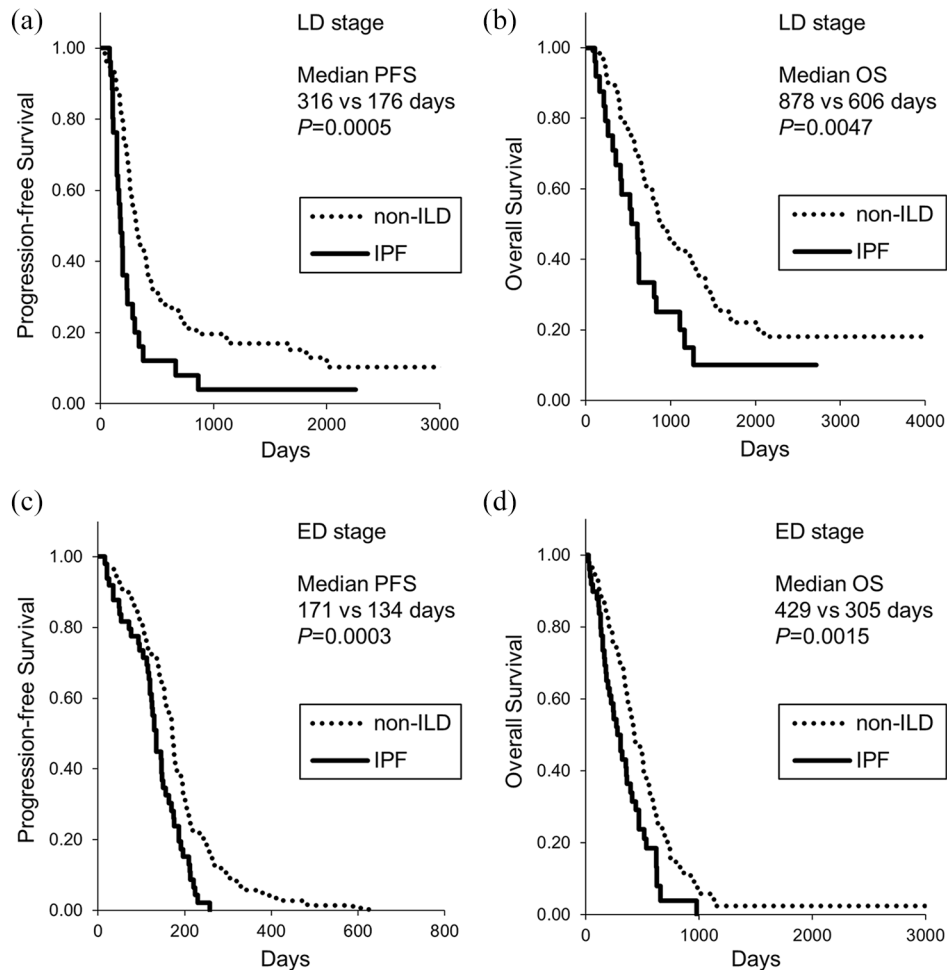 (a)
LD stage
Median PFS
316 vs 176 days
P=0.0005
non-ILD
IPF
Progression-free Survival
1.00
0.80
0.60
0.40
0.20
0.00
0
1000
2000
3000
Days
(b)
LD stage
Median OS
878 vs 606 days
P=0.0047
non-ILD
IPF
Overall Survival
1.00
0.80
0.60
0.40
0.20
0.00
0
1000
2000
3000
4000
Days
(c)
ED stage
Median PFS
171 vs 134 days
P=0.0003
non-ILD
IPF
Progression-free Survival
1.00
0.80
0.60
0.40
0.20
0.00
0
200
400
600
800
Days
(d)
ED stage
Median OS
429 vs 305 days
P=0.0015
non-ILD
IPF
Overall Survival
1.00
0.80
0.60
0.40
0.20
0.00
0
1000
2000
3000
Days